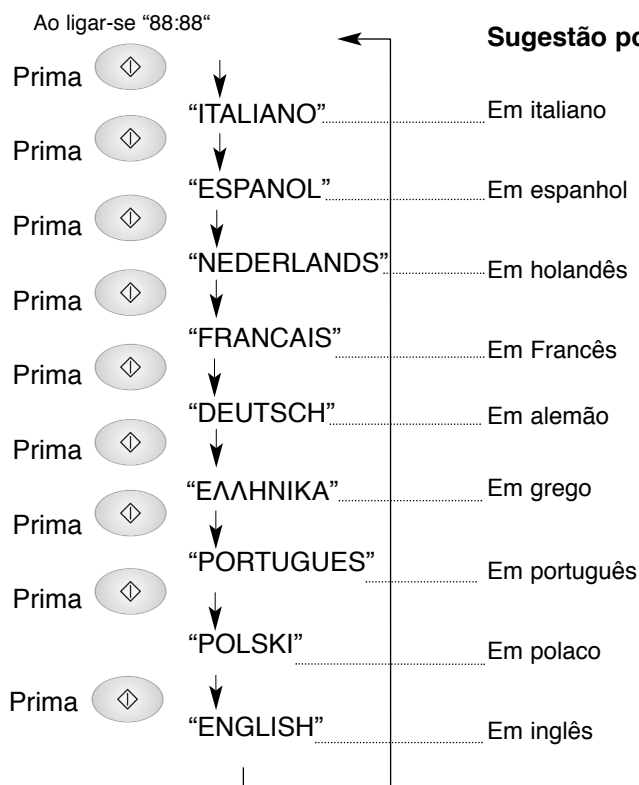 Ao ligar-se “88:88“
Sugestão
Prima
“ITALIANO” Em italiano
Prima
“ESPANOL” Em espanhol
Prima
“NEDERLANDS” Em holandês
Prima
“FRANCAIS” Em Francês
Prima
“DEUTSCH” Em alemão
Prima
“ΕΛΛΗΝΙΚΑ” Em grego
Prima
“PORTUGUES” Em português
Prima
“POLSKI” Em polaco
Prima
“ENGLISH” Em inglês